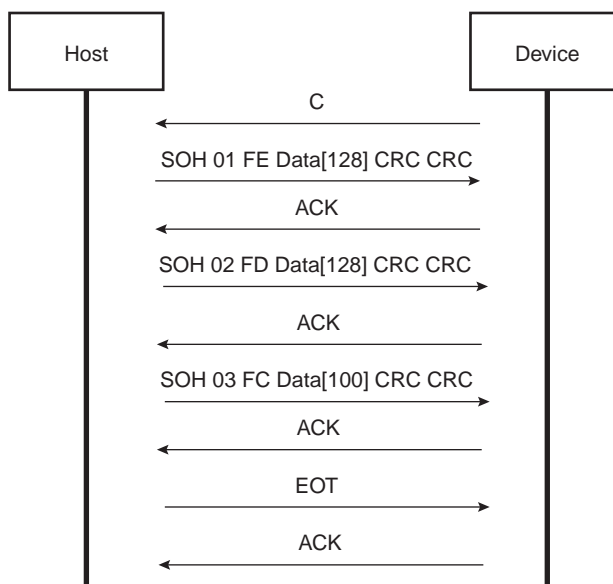 Host
Device
C
SOH 01 FE Data[128] CRC CRC
ACK
SOH 02 FD Data[128] CRC CRC
ACK
SOH 03 FC Data[100] CRC CRC
ACK
EOT
ACK